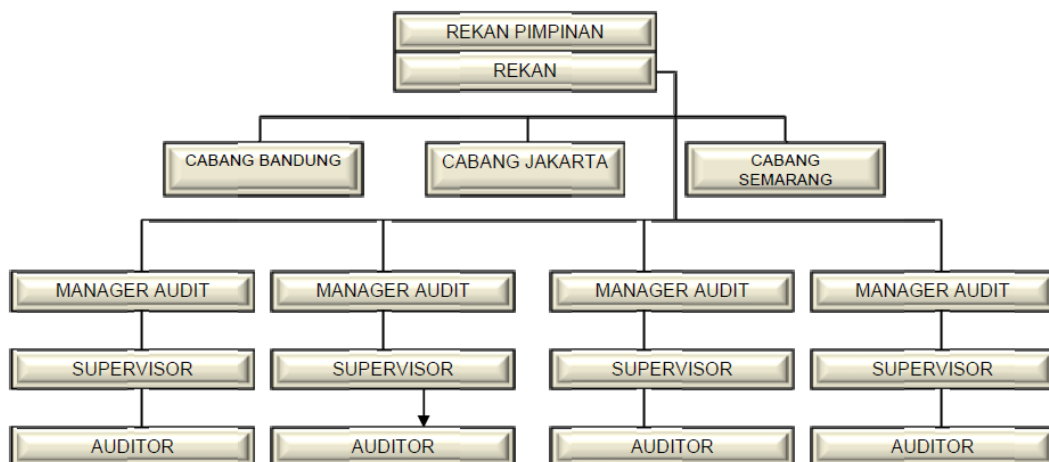 REKAN PIMPINAN
REKAN
CABANG BANDUNG
CABANG JAKARTA
CABANG
SEMARANG
MANAGER AUDIT
MANAGER AUDIT
MANAGER AUDIT
MANAGER AUDIT
SUPERVISOR
SUPERVISOR
SUPERVISOR
SUPERVISOR
AUDITOR
AUDITOR
AUDITOR
AUDITOR